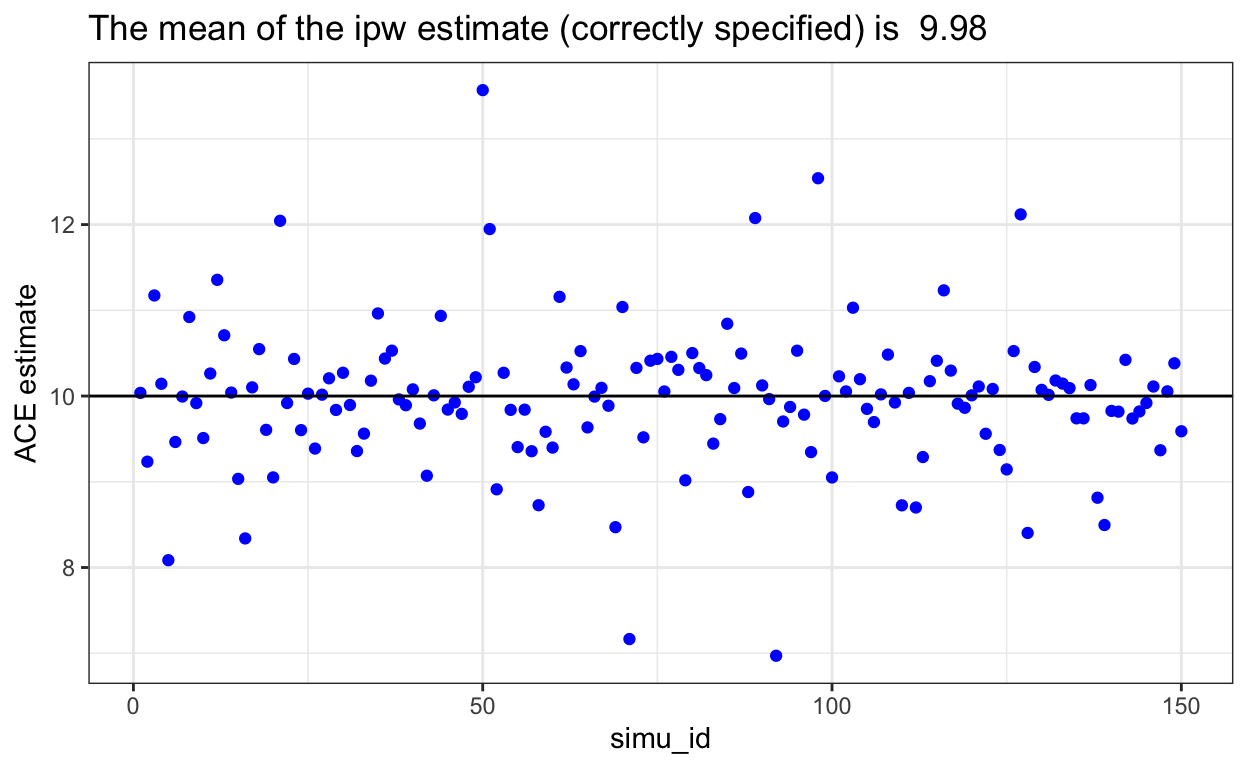 The mean of the ipw estimate (correctly specified) is  9.98
ACE estimate
12
10
8
0
50
100
150
simu_id